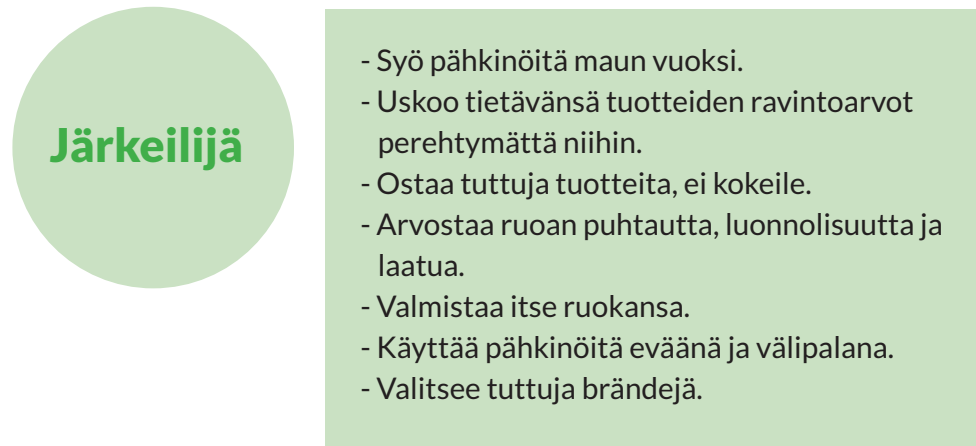 Järkeilijä
- Syö pähkinöitä maun vuoksi.
- Uskoo tietävänsä tuotteiden ravintoarvot
perehtymättä niihin.
- Ostaa tuttuja tuotteita, ei kokeile.
- Arvostaa ruoan puhtautta, luonnolisuutta ja
laatua.
- Valmistaa itse ruokansa.
- Käyttää pähkinöitä eväänä ja välipalana.
- Valitsee tuttuja brändejä.